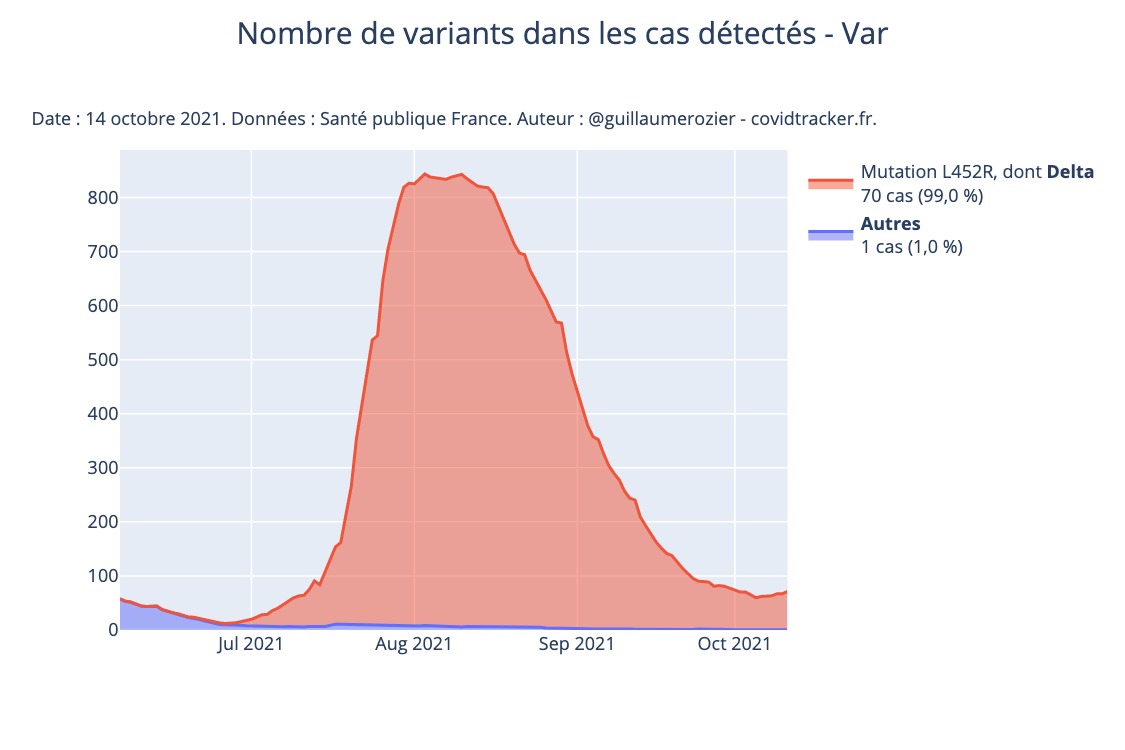 Nombre de variants dans les cas détectés - Var
Date : 14 octobre 2021. Données : Santé publique France. Auteur : @guillaumerozier - covidtracker.fr.
Mutation L452R, dont Delta
70 cas (99,0 %)
Autres
1 cas (1,0 %)
800
700
600
500
400
300
200
100
0
Jul 2021
Aug 2021
Sep 2021
Oct 2021